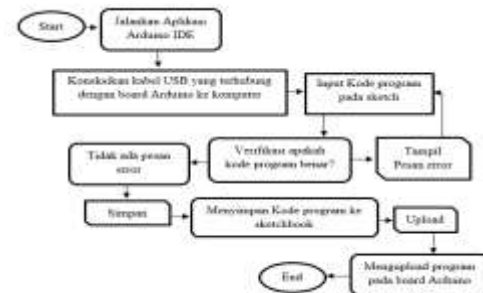 Start
Jalankan Aplikasi
Arduino IDE
Koneksikan kabel USB yang terhubung
dengan board Arduino ke komputer
Input Kode program
pada sketch
Verifikasi apakah
kode program benar?
Tampil
Pesan error
Tidak ada pesan
error
Simpan
Menyimpan Kode program ke
sketchbook
Upload
Mengupload program
pada board Arduino
End